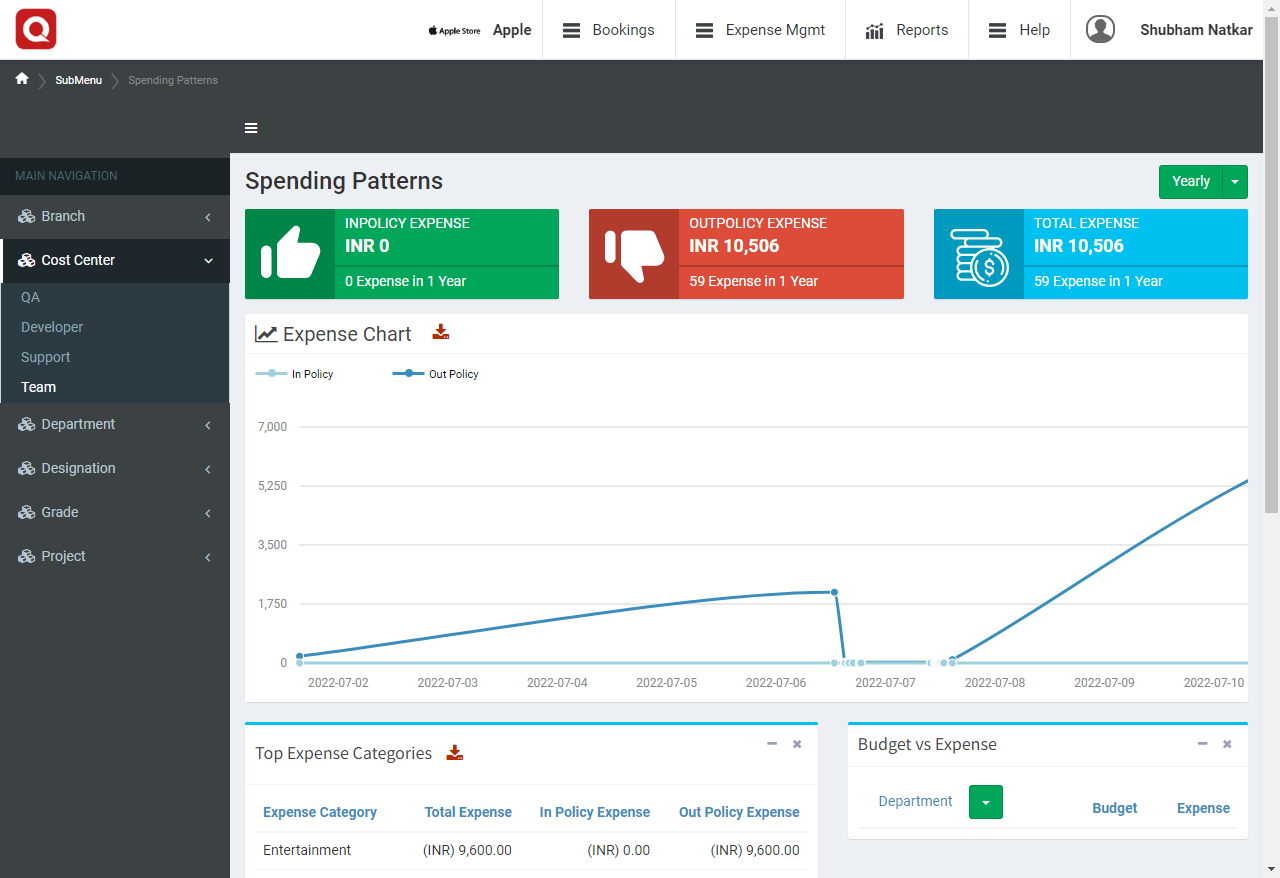 Q
Apple Store Apple Bookings Expense Mgmt Reports Help Shubham Natkar
SubMenu Spending Patterns
MAIN NAVIGATION
Branch
Cost Center
QA
Developer
Support
Team
Department
Designation
Grade
Project
Spending Patterns
Yearly
INPOLICY EXPENSE
INR 0
0 Expense in 1 Year
OUTPOLICY EXPENSE
INR 10,506
59 Expense in 1 Year
TOTAL EXPENSE
INR 10,506
59 Expense in 1 Year
Expense Chart
In Policy Out Policy
7,000
5,250
3,500
1,750
0
2022-07-02 2022-07-03 2022-07-04 2022-07-05 2022-07-06 2022-07-07 2022-07-08 2022-07-09 2022-07-10
Top Expense Categories
Expense Category Total Expense In Policy Expense Out Policy Expense
Entertainment (INR) 9,600.00 (INR) 0.00 (INR) 9,600.00
Budget vs Expense
Department Budget Expense